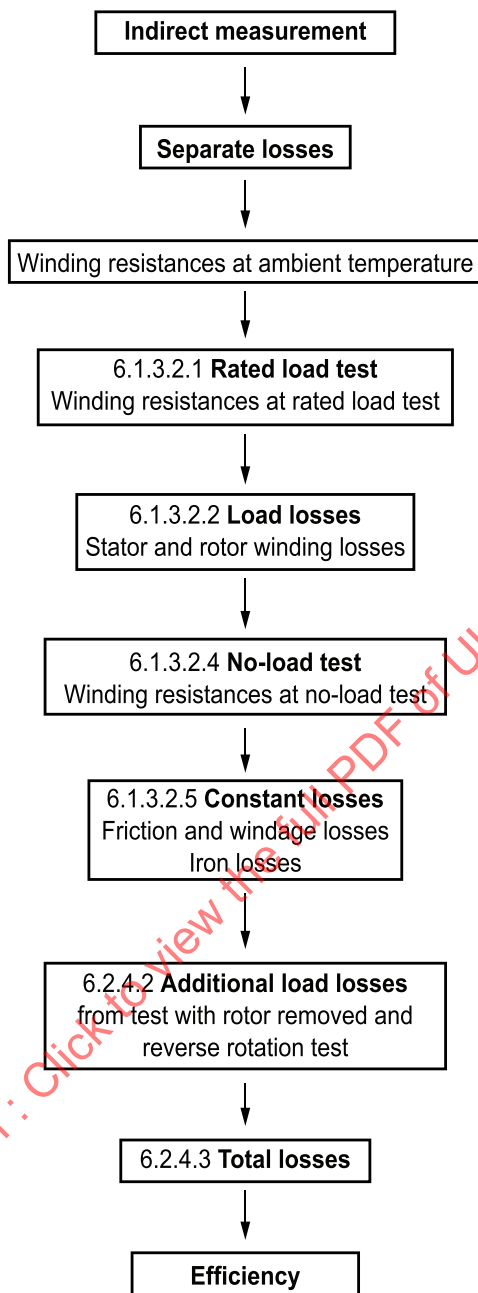 Indirect measurement
Separate losses
Winding resistances at ambient temperature
6.1.3.2.1 Rated load test
Winding resistances at rated load test
6.1.3.2.2 Load losses
Stator and rotor winding losses
6.1.3.2.4 No-load test
Winding resistances at no-load test
6.1.3.2.5 Constant losses
Friction and windage losses
Iron losses
6.2.4.2 Additional load losses
from test with rotor removed and
reverse rotation test
6.2.4.3 Total losses
Efficiency
: Click to view the full PDF of